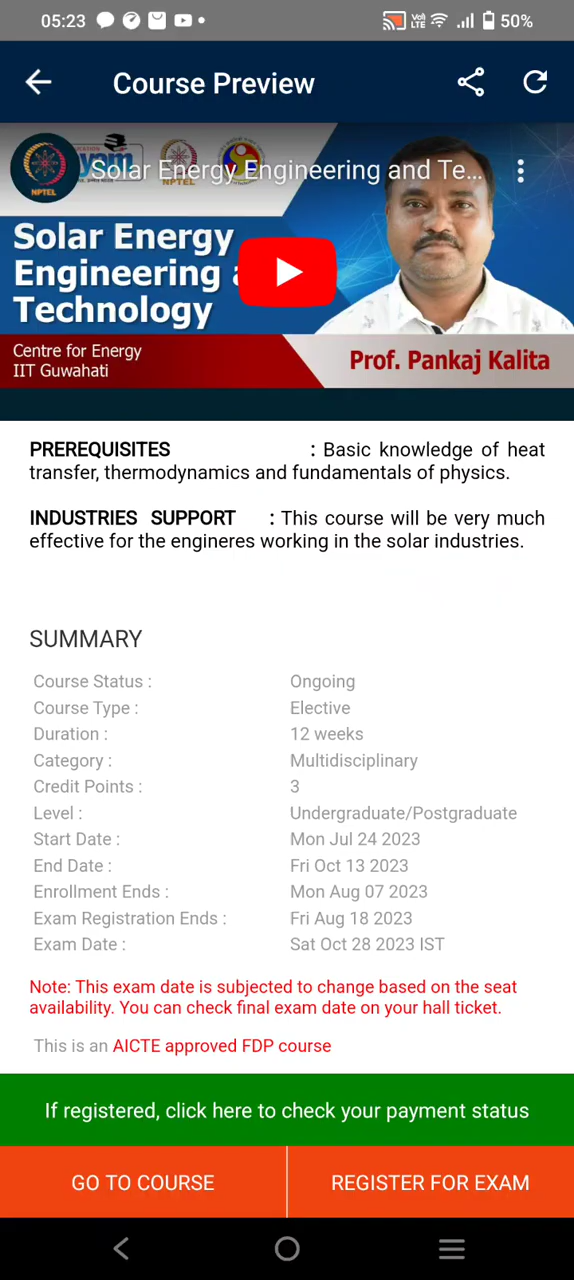 05:23 Vo) LTE 50%
Course Preview
Solar Energy Engineering and Te...
NPTEL
NPTEL
Solar Energy
Engineering
Technology
Centre for Energy
IIT Guwahati
Prof. Pankaj Kalita
PREREQUISITES : Basic knowledge of heat
transfer, thermodynamics and fundamentals of physics.
INDUSTRIES SUPPORT : This course will be very much
effective for the engineres working in the solar industries.
SUMMARY
Course Status : Ongoing
Course Type : Elective
Duration : 12 weeks
Category : Multidisciplinary
Credit Points : 3
Level : Undergraduate/Postgraduate
Start Date : Mon Jul 24 2023
End Date : Fri Oct 13 2023
Enrollment Ends : Mon Aug 07 2023
Exam Registration Ends : Fri Aug 18 2023
Exam Date : Sat Oct 28 2023 IST
Note: This exam date is subjected to change based on the seat
availability. You can check final exam date on your hall ticket.
This is an AICTE approved FDP course
If registered, click here to check your payment status
GO TO COURSE
REGISTER FOR EXAM